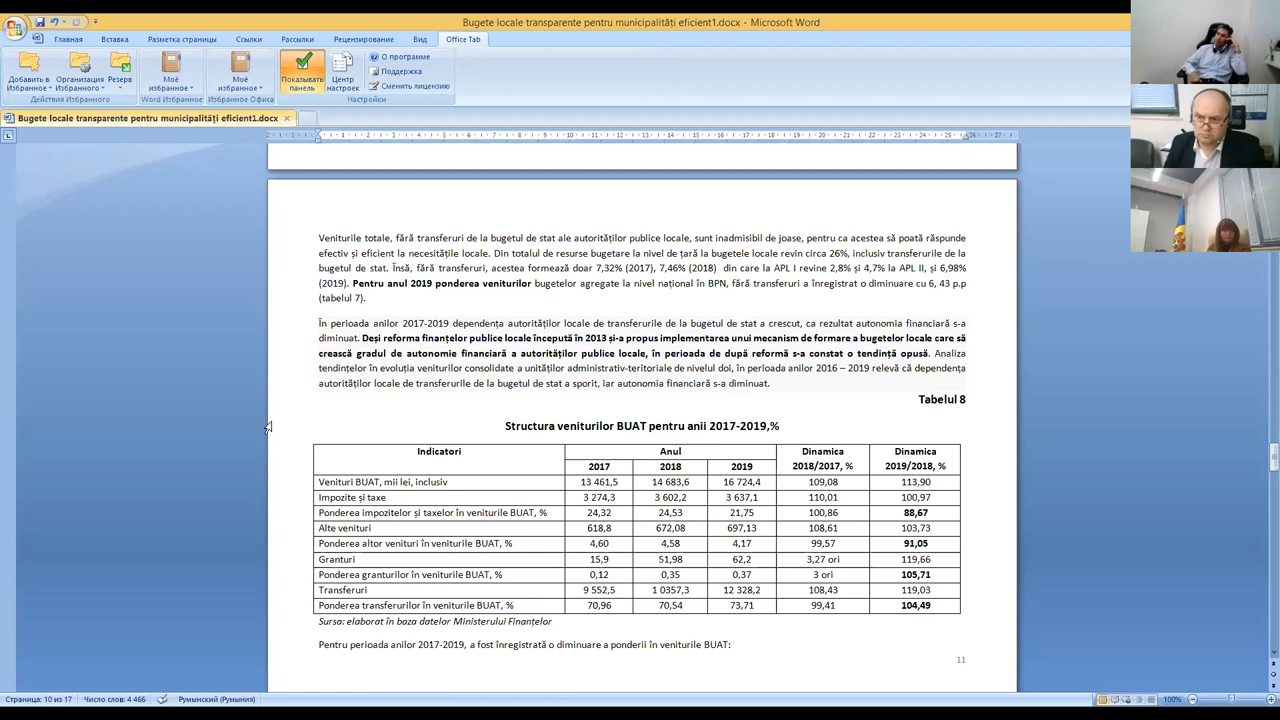 Bugete locale transparente pentru municipalități eficient1.docx - Microsoft Word
Главная Вставка Разметка страницы Ссылки Рассылки Рецензирование Вид Office Tab
Добавить в Избранное Организация Избранного Резерв Моё избранное Моё избранное Показывать панель Центр настроек
О программе
Поддержка
Сменить лицензию
Действия Избранного Word Избранное Избранное Офиса Настройки
Bugete locale transparente pentru municipalități eficient1.docx
Veniturile totale, fără transferuri de la bugetul de stat ale autorităților publice locale, sunt inadmisibil de joase, pentru ca acestea să poată răspunde
efectiv și eficient la necesitățile locale. Din totalul de resurse bugetare la nivel de țară la bugetele locale revin circa 26%, inclusiv transferurile de la
bugetul de stat. Însă, fără transferuri, acestea formează doar 7,32% (2017), 7,46% (2018) din care la APL I revine 2,8% și 4,7% la APL II, și 6,98%
(2019). Pentru anul 2019 ponderea veniturilor bugetelor agregate la nivel național în BPN, fără transferuri a înregistrat o diminuare cu 6, 43 p.p
(tabelul 7).
În perioada anilor 2017-2019 dependența autorităților locale de transferurile de la bugetul de stat a crescut, ca rezultat autonomia financiară s-a
diminuat. Deși reforma finanțelor publice locale începută în 2013 și-a propus implementarea unui mecanism de formare a bugetelor locale care să
crească gradul de autonomie financiară a autorităților publice locale, în perioada de după reformă s-a constat o tendință opusă. Analiza
tendințelor în evoluția veniturilor consolidate a unităților administrativ-teritoriale de nivelul doi, în perioada anilor 2016 – 2019 relevă că dependența
autorităților locale de transferurile de la bugetul de stat a sporit, iar autonomia financiară s-a diminuat.
Tabelul 8
Structura veniturilor BUAT pentru anii 2017-2019,%
Indicatori Anul Dinamica 2018/2017, % Dinamica 2019/2018, %
2017 2018 2019
Venituri BUAT, mii lei, inclusiv 13 461,5 14 683,6 16 724,4 109,08 113,90
Impozite și taxe 3 274,3 3 602,2 3 637,1 110,01 100,97
Ponderea impozitelor și taxelor în veniturile BUAT, % 24,32 24,53 21,75 100,86 88,67
Alte venituri 618,8 672,08 697,13 108,61 103,73
Ponderea altor venituri în veniturile BUAT, % 4,60 4,58 4,17 99,57 91,05
Granturi 15,9 51,98 62,2 3,27 ori 119,66
Ponderea granturilor în veniturile BUAT, % 0,12 0,35 0,37 3 ori 105,71
Transferuri 9 552,5 1 0357,3 12 328,2 108,43 119,03
Ponderea transferurilor în veniturile BUAT, % 70,96 70,54 73,71 99,41 104,49
Sursa: elaborat în baza datelor Ministerului Finanțelor
Pentru perioada anilor 2017-2019, a fost înregistrată o diminuare a ponderii în veniturile BUAT:
11
Страница: 10 из 17 Число слов: 4 466 Румынский (Румыния) 100%